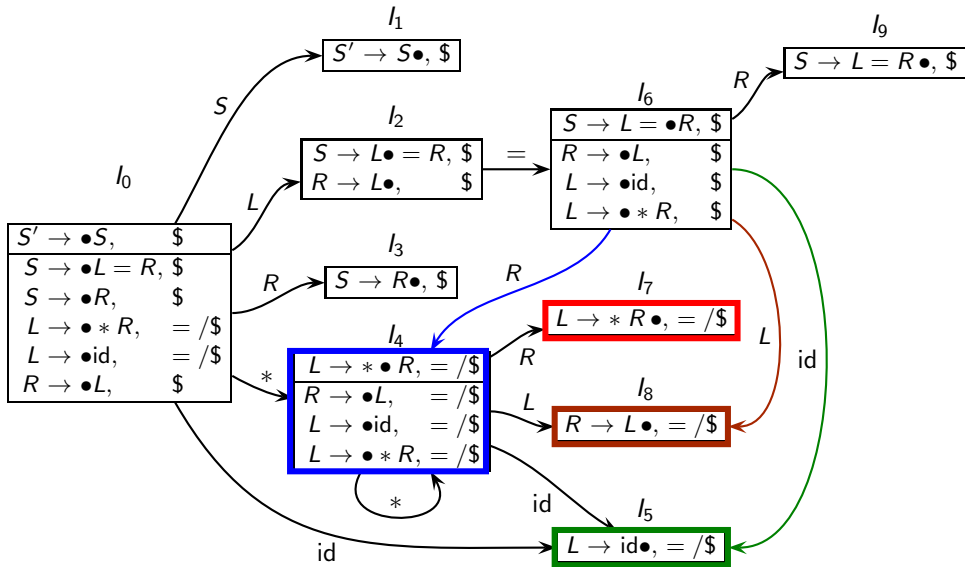 I₁
S′ → S•, $
I₉
S → L = R •, $
R
I₆
S → L = •R, $
R → •L, $
L → •id, $
L → • ∗ R, $
S
I₂
S → L• = R, $
R → L•, $
=
I₀
S′ → •S, $
S → •L = R, $
S → •R, $
L → • ∗ R, = /$
L → •id, = /$
R → •L, $
L
I₃
S → R•, $
R
R
I₇
L → ∗ R •, = /$
R
L
id
I₄
L → ∗ • R, = /$
R → •L, = /$
L → •id, = /$
L → • ∗ R, = /$
∗
L
I₈
R → L•, = /$
∗
id
I₅
L → id•, = /$
id